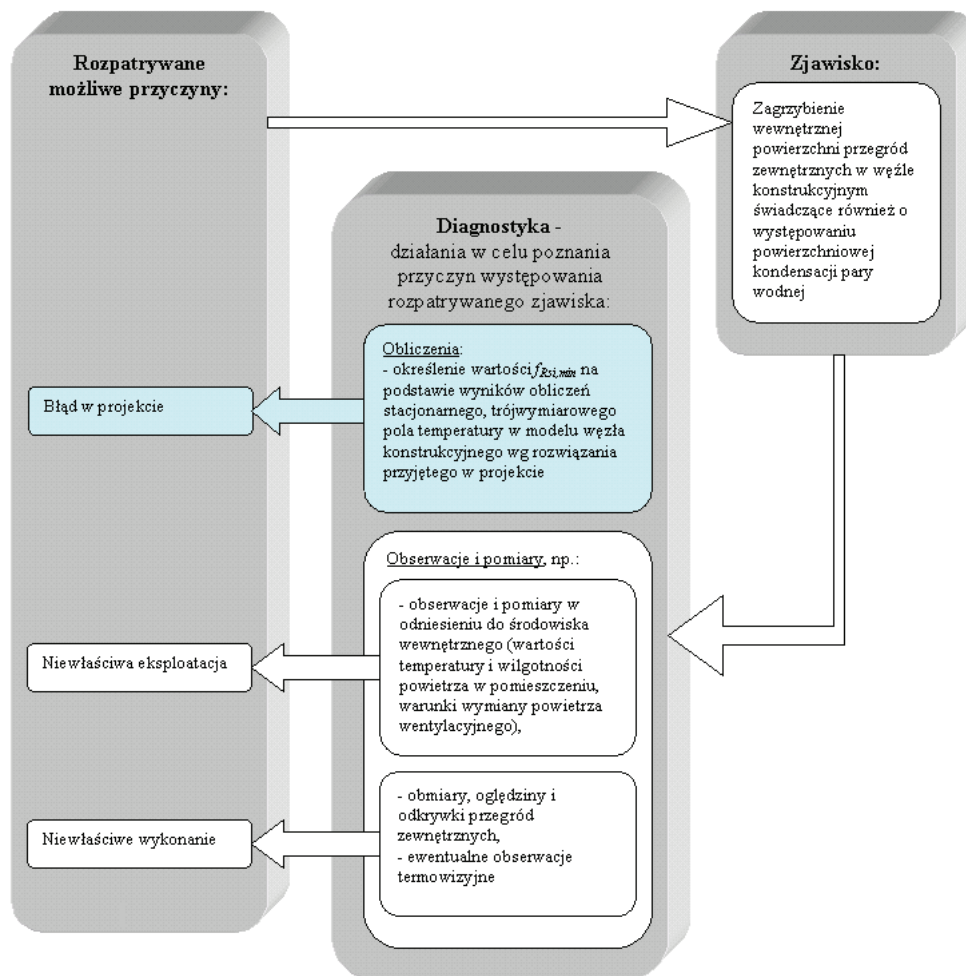 Rozpatrywane
możliwe przyczyny:
Zjawisko:
Zagrzybienie
wewnętrznej
powierzchni przegród
zewnętrznych w węźle
konstrukcyjnym
świadczące również o
występowaniu
powierzchniowej
kondensacji pary
wodnej
Diagnostyka -
działania w celu poznania
przyczyn występowania
rozpatrywanego zjawiska:
Obliczenia:
- określenie wartości fRsi,min na
podstawie wyników obliczeń
stacjonarnego, trójwymiarowego
pola temperatury w modelu węzła
konstrukcyjnego wg rozwiązania
przyjętego w projekcie
Błąd w projekcie
Obserwacje i pomiary, np.:
- obserwacje i pomiary w
odniesieniu do środowiska
wewnętrznego (wartości
temperatury i wilgotności
powietrza w pomieszczeniu,
warunki wymiany powietrza
wentylacyjnego),
Niewłaściwa eksploatacja
- obmiary, oględziny i
odkrywki przegród
zewnętrznych,
- ewentualne obserwacje
termowizyjne
Niewłaściwe wykonanie